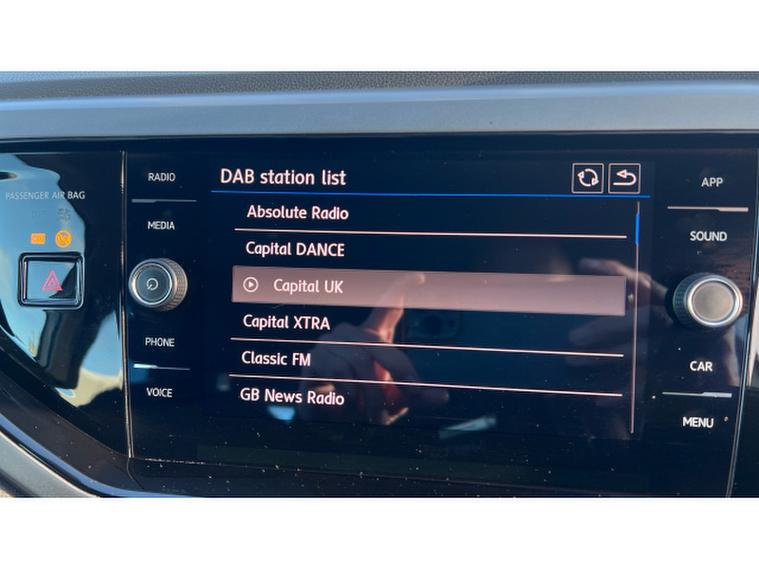 PASSENGER AIR BAG
RADIO
MEDIA
PHONE
VOICE
DAB station list
Absolute Radio
Capital DANCE
Capital UK
Capital XTRA
Classic FM
GB News Radio
APP
SOUND
CAR
MENU